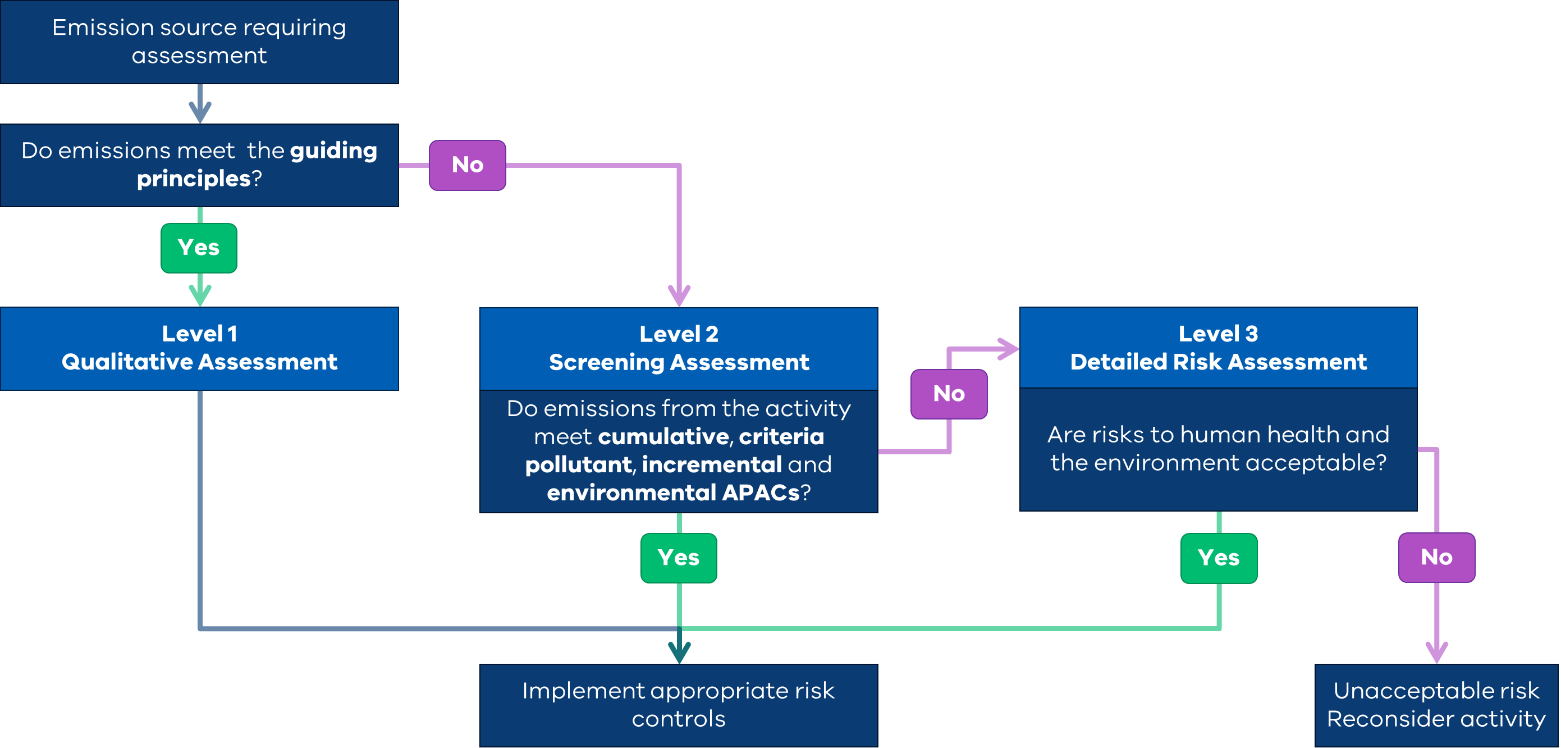 Emission source requiring
assessment
Do emissions meet the guiding
principles?
No
Yes
Level 1
Qualitative Assessment
Level 2
Screening Assessment
Do emissions from the activity
meet cumulative, criteria
pollutant, incremental and
environmental APACs?
No
Yes
Level 3
Detailed Risk Assessment
Are risks to human health and
the environment acceptable?
Yes
No
Implement appropriate risk
controls
Unacceptable risk
Reconsider activity